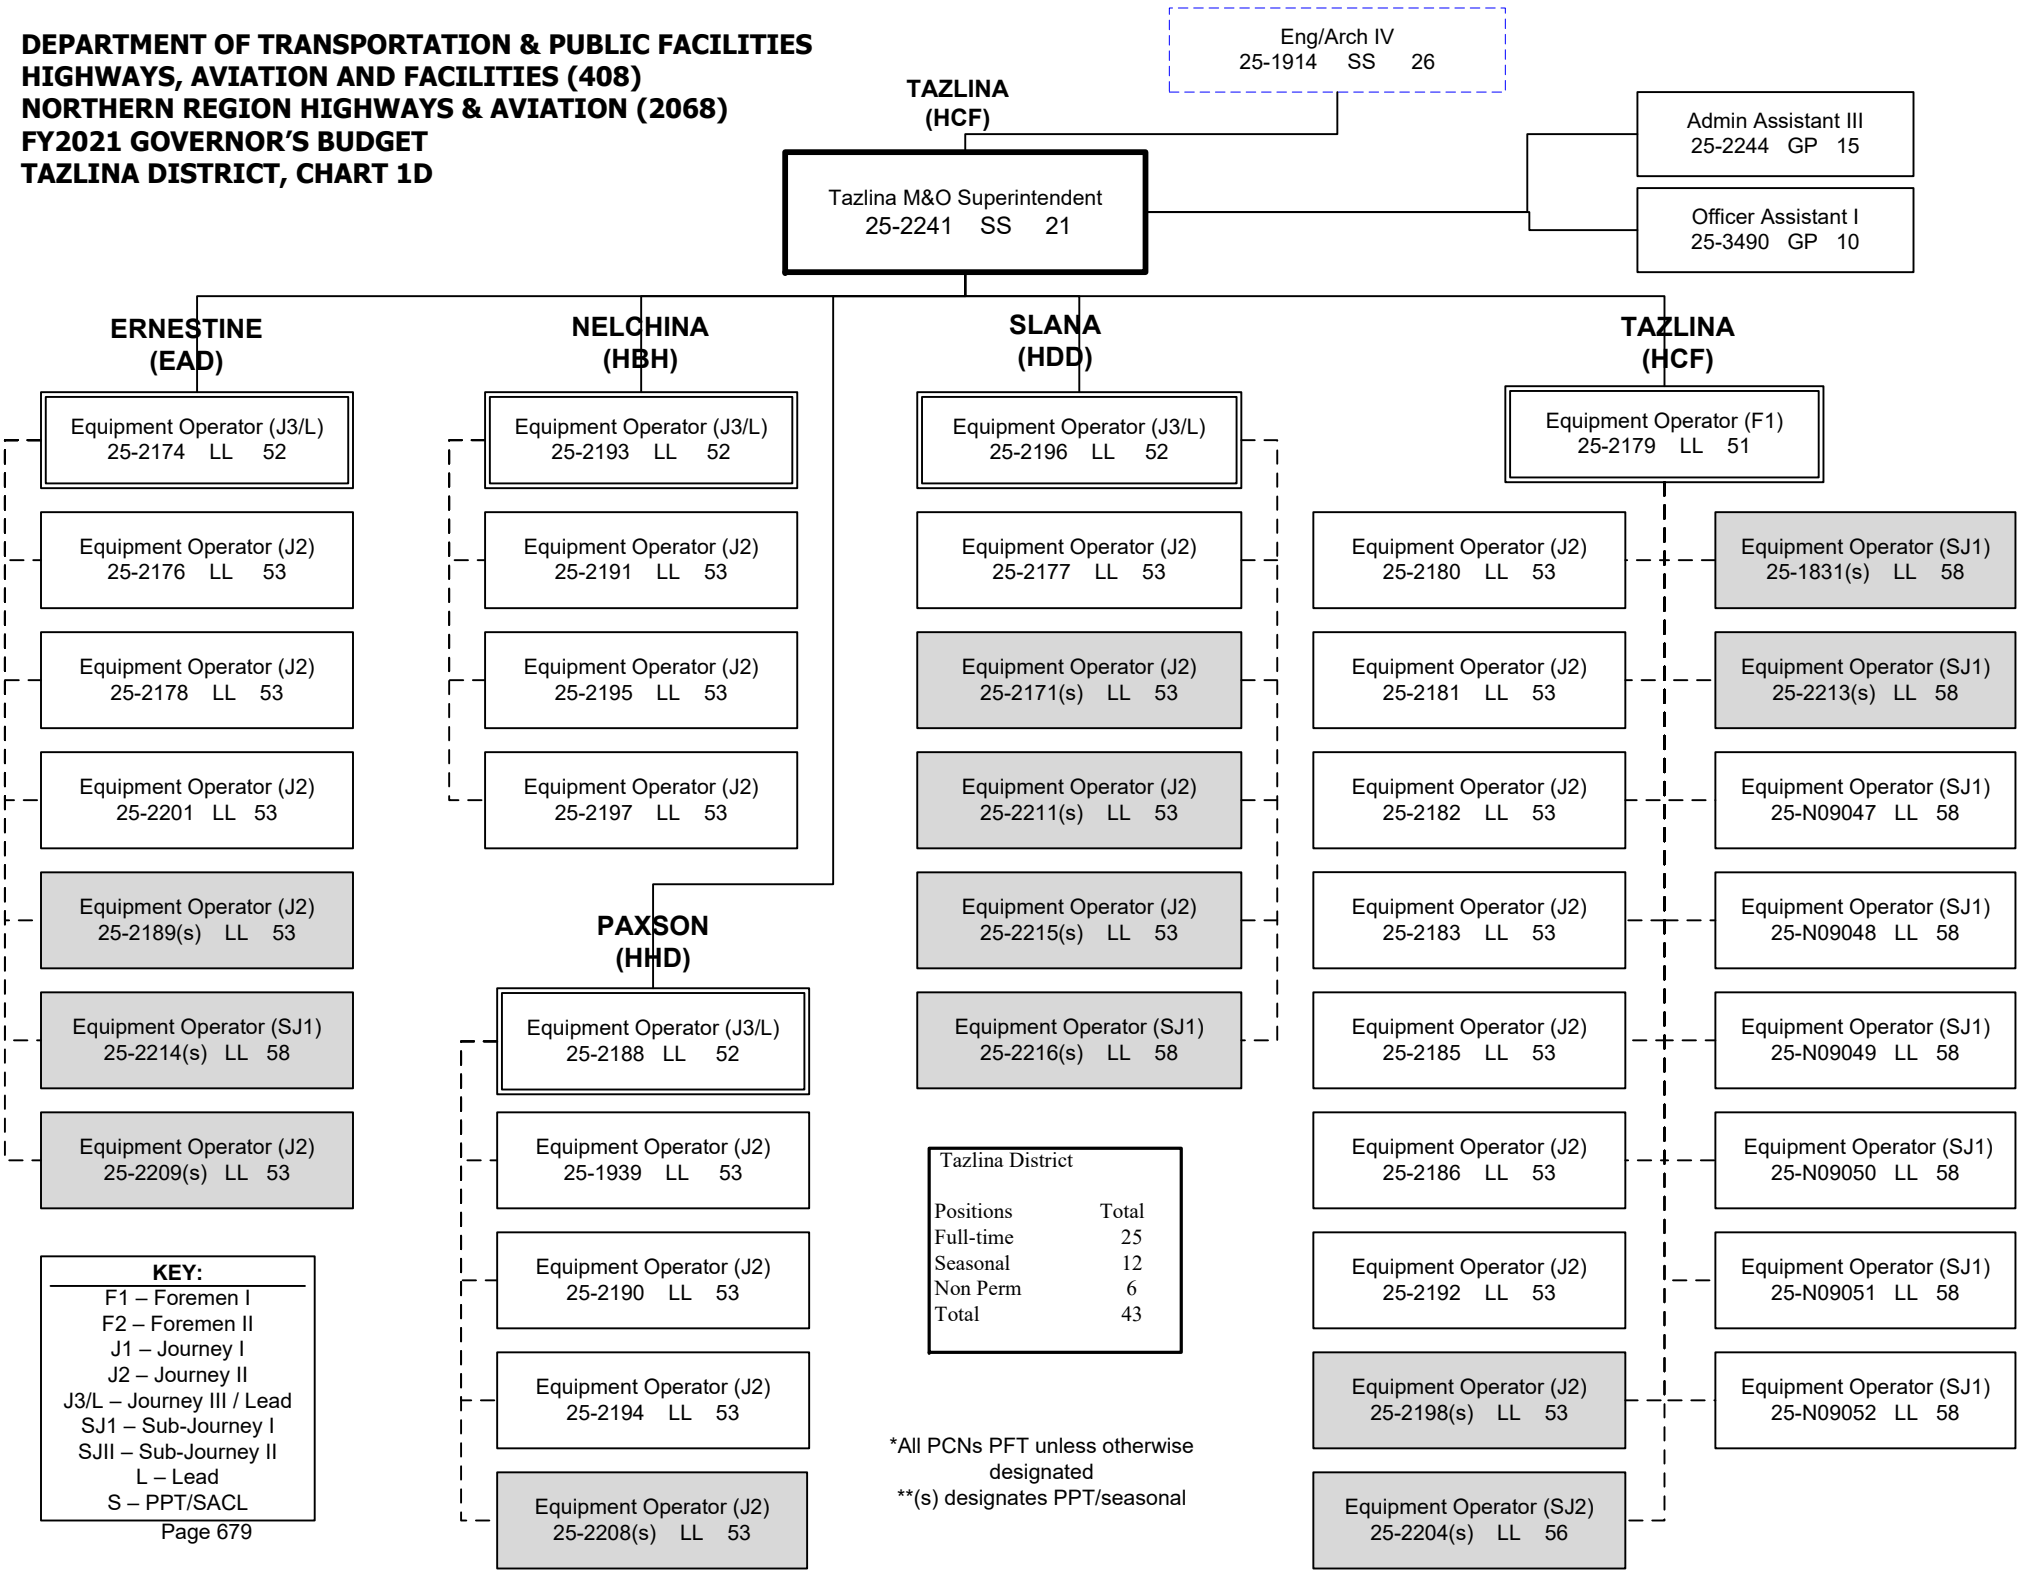 DEPARTMENT OF TRANSPORTATION & PUBLIC FACILITIES
HIGHWAYS, AVIATION AND FACILITIES (408)
NORTHERN REGION HIGHWAYS & AVIATION (2068)
FY2021 GOVERNOR'S BUDGET
TAZLINA DISTRICT, CHART 1D
Eng/Arch IV
25-1914 SS 26
TAZLINA
(HCF)
Tazlina M&O Superintendent
25-2241 SS 21
Admin Assistant III
25-2244 GP 15
Officer Assistant I
25-3490 GP 10
ERNESTINE
(EAD)
Equipment Operator (J3/L)
25-2174 LL 52
Equipment Operator (J2)
25-2176 LL 53
Equipment Operator (J2)
25-2178 LL 53
Equipment Operator (J2)
25-2201 LL 53
Equipment Operator (J2)
25-2189(s) LL 53
Equipment Operator (SJ1)
25-2214(s) LL 58
Equipment Operator (J2)
25-2209(s) LL 53
NELCHINA
(HBH)
Equipment Operator (J3/L)
25-2193 LL 52
Equipment Operator (J2)
25-2191 LL 53
Equipment Operator (J2)
25-2195 LL 53
Equipment Operator (J2)
25-2197 LL 53
PAXSON
(HHD)
Equipment Operator (J3/L)
25-2188 LL 52
Equipment Operator (J2)
25-1939 LL 53
Equipment Operator (J2)
25-2190 LL 53
Equipment Operator (J2)
25-2194 LL 53
Equipment Operator (J2)
25-2208(s) LL 53
SLANA
(HDD)
Equipment Operator (J3/L)
25-2196 LL 52
Equipment Operator (J2)
25-2177 LL 53
Equipment Operator (J2)
25-2171(s) LL 53
Equipment Operator (J2)
25-2211(s) LL 53
Equipment Operator (J2)
25-2215(s) LL 53
Equipment Operator (SJ1)
25-2216(s) LL 58
TAZLINA
(HCF)
Equipment Operator (F1)
25-2179 LL 51
Equipment Operator (J2)
25-2180 LL 53
Equipment Operator (J2)
25-2181 LL 53
Equipment Operator (J2)
25-2182 LL 53
Equipment Operator (J2)
25-2183 LL 53
Equipment Operator (J2)
25-2185 LL 53
Equipment Operator (J2)
25-2186 LL 53
Equipment Operator (J2)
25-2192 LL 53
Equipment Operator (J2)
25-2198(s) LL 53
Equipment Operator (SJ2)
25-2204(s) LL 56
Equipment Operator (SJ1)
25-1831(s) LL 58
Equipment Operator (SJ1)
25-2213(s) LL 58
Equipment Operator (SJ1)
25-N09047 LL 58
Equipment Operator (SJ1)
25-N09048 LL 58
Equipment Operator (SJ1)
25-N09049 LL 58
Equipment Operator (SJ1)
25-N09050 LL 58
Equipment Operator (SJ1)
25-N09051 LL 58
Equipment Operator (SJ1)
25-N09052 LL 58
Tazlina District
Positions Total
Full-time 25
Seasonal 12
Non Perm 6
Total 43
*All PCNs PFT unless otherwise
designated
**(s) designates PPT/seasonal
KEY:
F1 – Foremen I
F2 – Foremen II
J1 – Journey I
J2 – Journey II
J3/L – Journey III / Lead
SJ1 – Sub-Journey I
SJII – Sub-Journey II
L – Lead
S – PPT/SACL
Page 679